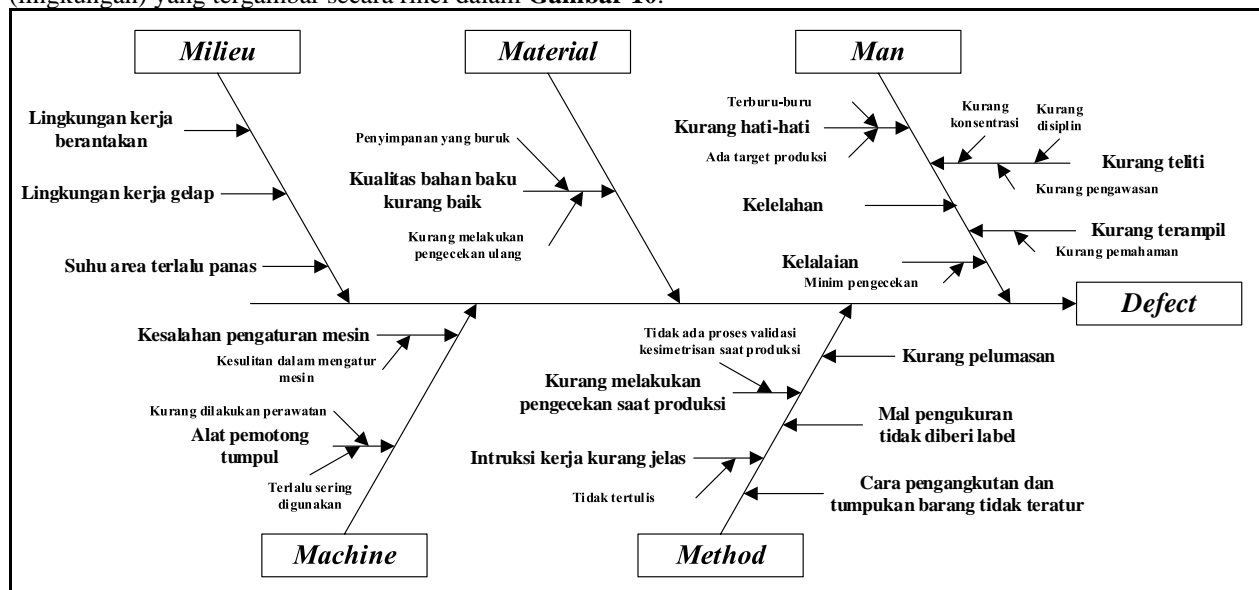 (lingkungan) yang tergambar secara rinci dalam Gambar 10.
Milieu
Lingkungan kerja
berantakan
Lingkungan kerja gelap
Suhu area terlalu panas
Material
Penyimpanan yang buruk
Kualitas bahan baku
kurang baik
Kurang melakukan
pengecekan ulang
Man
Terburu-buru
Kurang hati-hati
Ada target produksi
Kurang
konsentrasi
Kurang
disiplin
Kurang teliti
Kurang pengawasan
Kelelahan
Kurang terampil
Kurang pemahaman
Kelalaian
Minim pengecekan
Defect
Kesalahan pengaturan mesin
Kesulitan dalam mengatur
mesin
Kurang dilakukan perawatan
Alat pemotong
tumpul
Terlalu sering
digunakan
Machine
Tidak ada proses validasi
kesimetrisan saat produksi
Kurang melakukan
pengecekan saat produksi
Intruksi kerja kurang jelas
Tidak tertulis
Kurang pelumasan
Mal pengukuran
tidak diberi label
Cara pengangkutan dan
tumpukan barang tidak teratur
Method